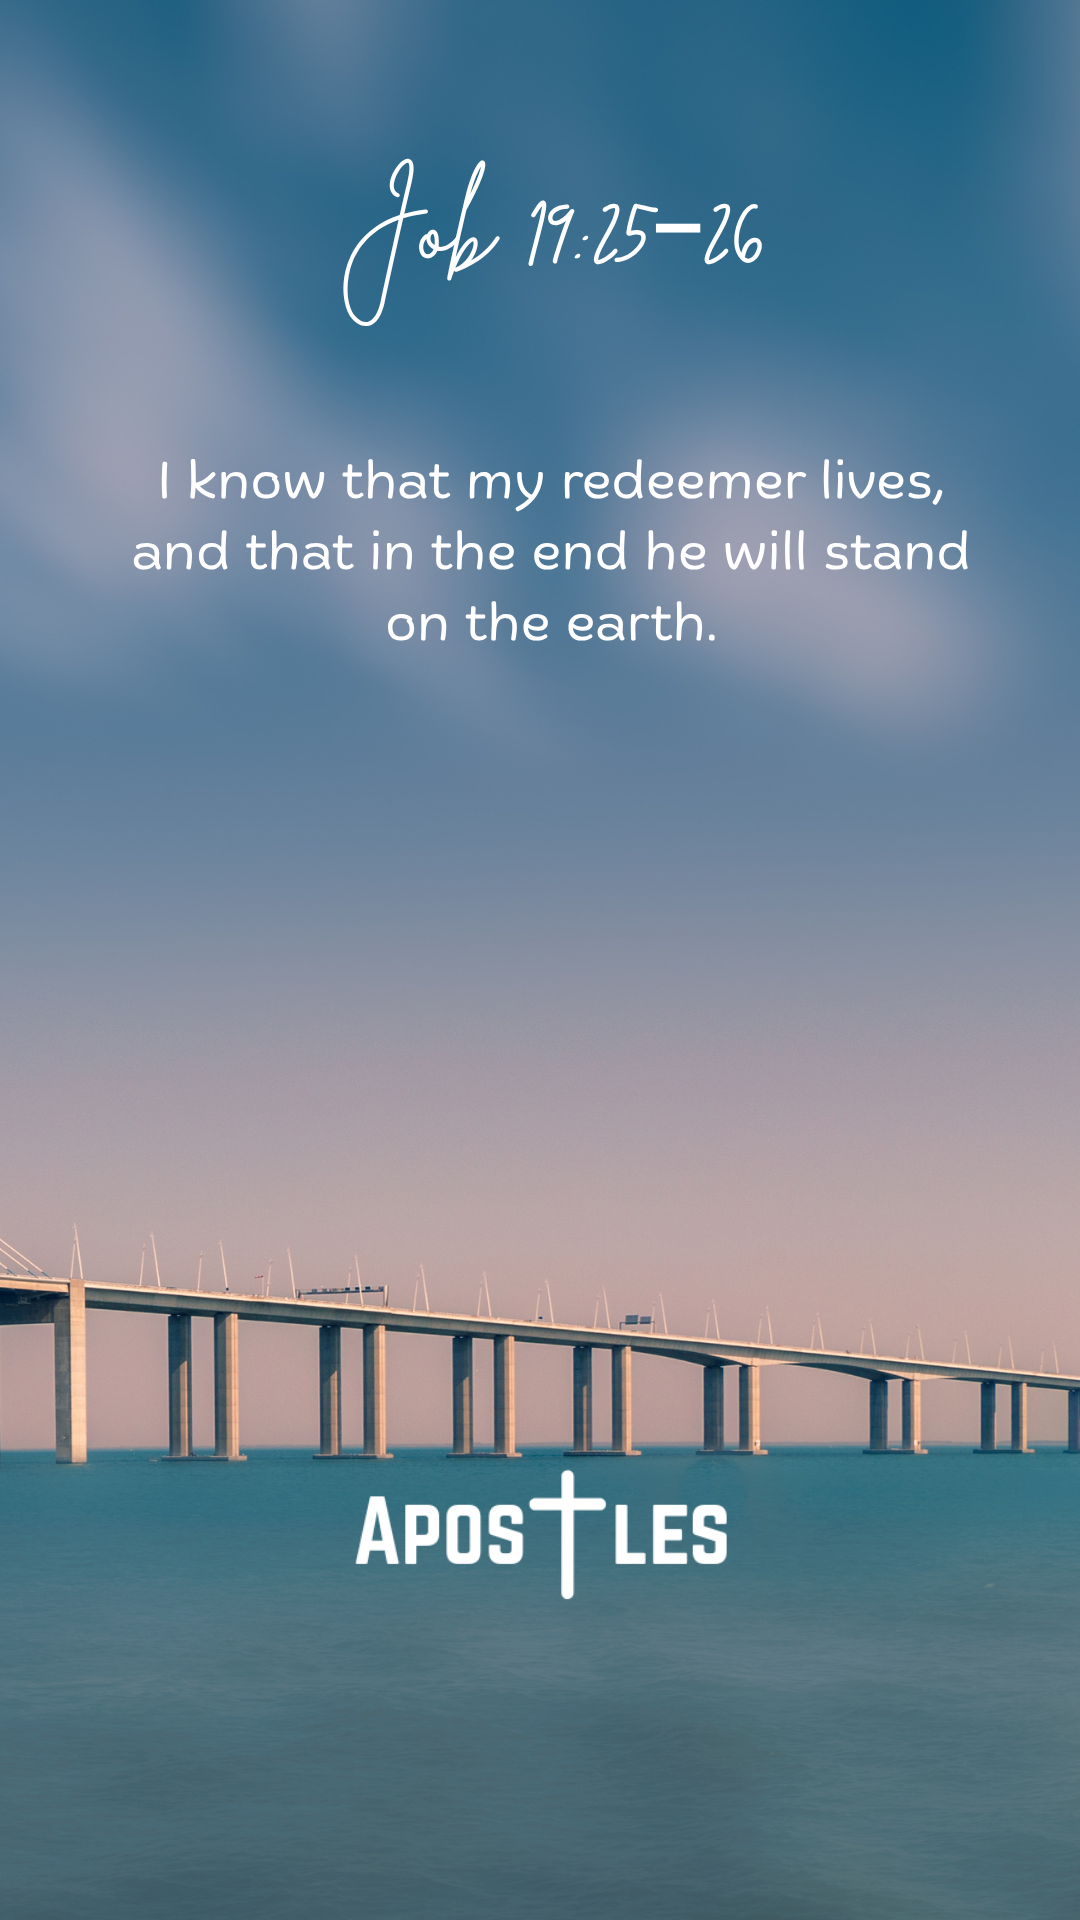 Job 19:25–26
I know that my redeemer lives,
and that in the end he will stand
on the earth.
APOSTLES